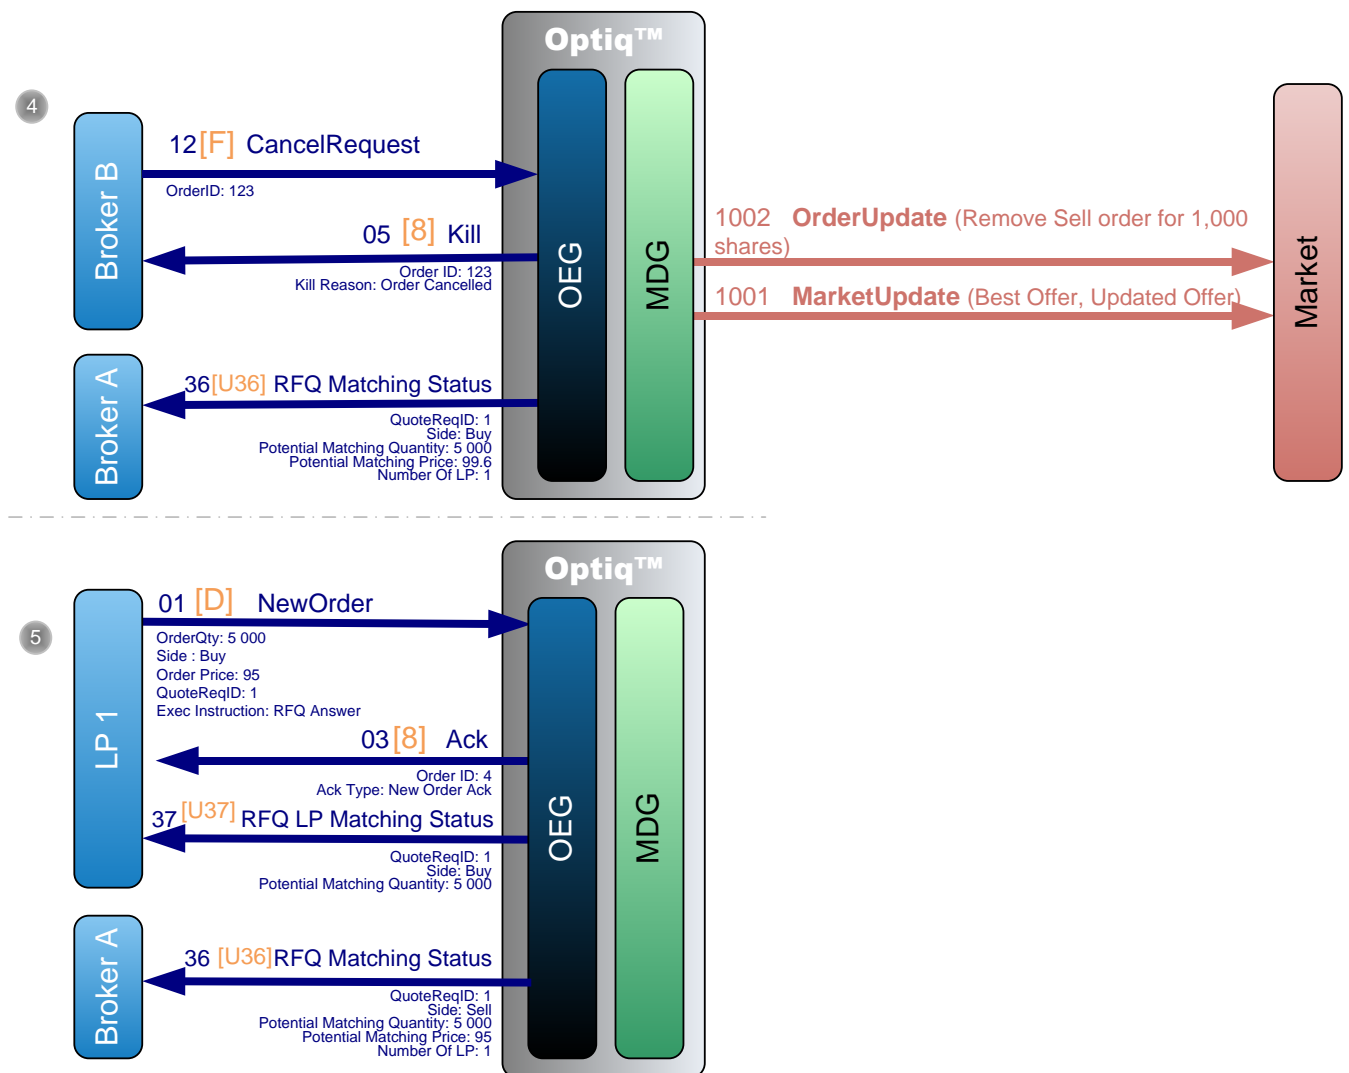 Optiq™
4
Broker B
12[F] CancelRequest
OrderID: 123
05 [8] Kill
Order ID: 123
Kill Reason: Order Cancelled
OEG
MDG
1002 OrderUpdate (Remove Sell order for 1,000
shares)
1001 MarketUpdate (Best Offer, Updated Offer)
Market
Broker A
36[U36] RFQ Matching Status
QuoteReqID: 1
Side: Buy
Potential Matching Quantity: 5 000
Potential Matching Price: 99.6
Number Of LP: 1
Optiq™
5
LP 1
01 [D] NewOrder
OrderQty: 5 000
Side : Buy
Order Price: 95
QuoteReqID: 1
Exec Instruction: RFQ Answer
03[8] Ack
Order ID: 4
Ack Type: New Order Ack
37 [U37] RFQ LP Matching Status
QuoteReqID: 1
Side: Buy
Potential Matching Quantity: 5 000
OEG
MDG
Broker A
36 [U36]RFQ Matching Status
QuoteReqID: 1
Side: Sell
Potential Matching Quantity: 5 000
Potential Matching Price: 95
Number Of LP: 1